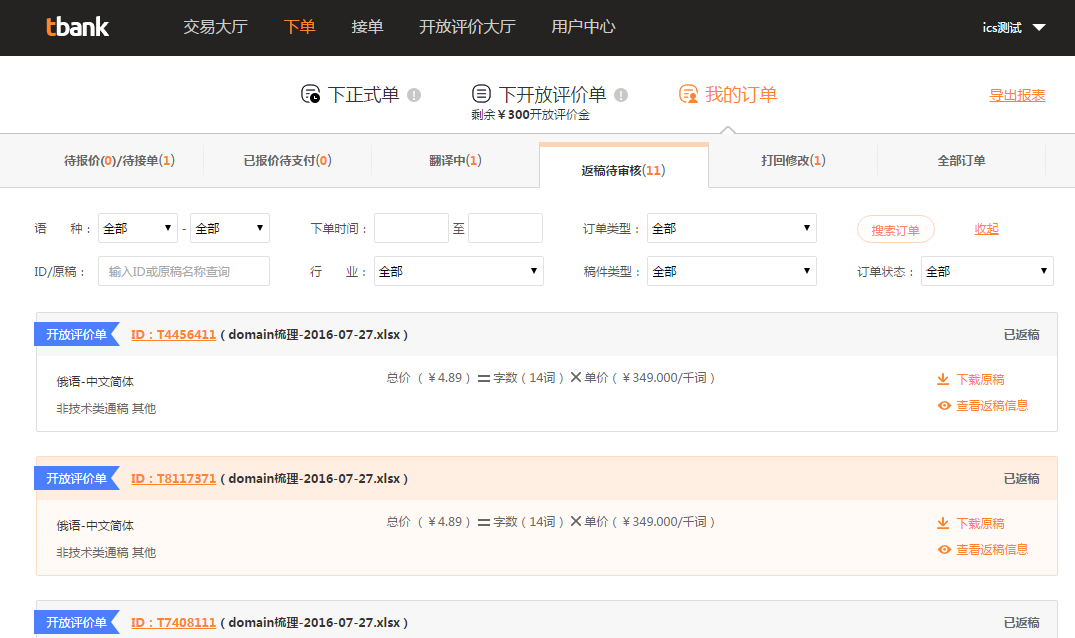 tbank 交易大厅 下单 接单 开放评价大厅 用户中心 ics测试
下正式单 下开放评价单 我的订单 导出报表
剩余￥300开放评价金
待报价(0)/待接单(1) 已报价待支付(0) 翻译中(1) 返稿待审核(11) 打回修改(1) 全部订单
语 种： 全部 - 全部 下单时间： 至 订单类型： 全部 搜索订单 收起
ID/原稿： 输入ID或原稿名称查询 行 业： 全部 稿件类型： 全部 订单状态： 全部
开放评价单 ID：T4456411 ( domain梳理-2016-07-27.xlsx ) 已返稿
俄语-中文简体 总价 （ ￥4.89 ） = 字数 ( 14词 ) × 单价 （ ￥349.000/千词 ） 下载原稿
非技术类通稿 其他 查看返稿信息
开放评价单 ID：T8117371 ( domain梳理-2016-07-27.xlsx ) 已返稿
俄语-中文简体 总价 （ ￥4.89 ） = 字数 ( 14词 ) × 单价 （ ￥349.000/千词 ） 下载原稿
非技术类通稿 其他 查看返稿信息
开放评价单 ID：T7408111 ( domain梳理-2016-07-27.xlsx ) 已返稿